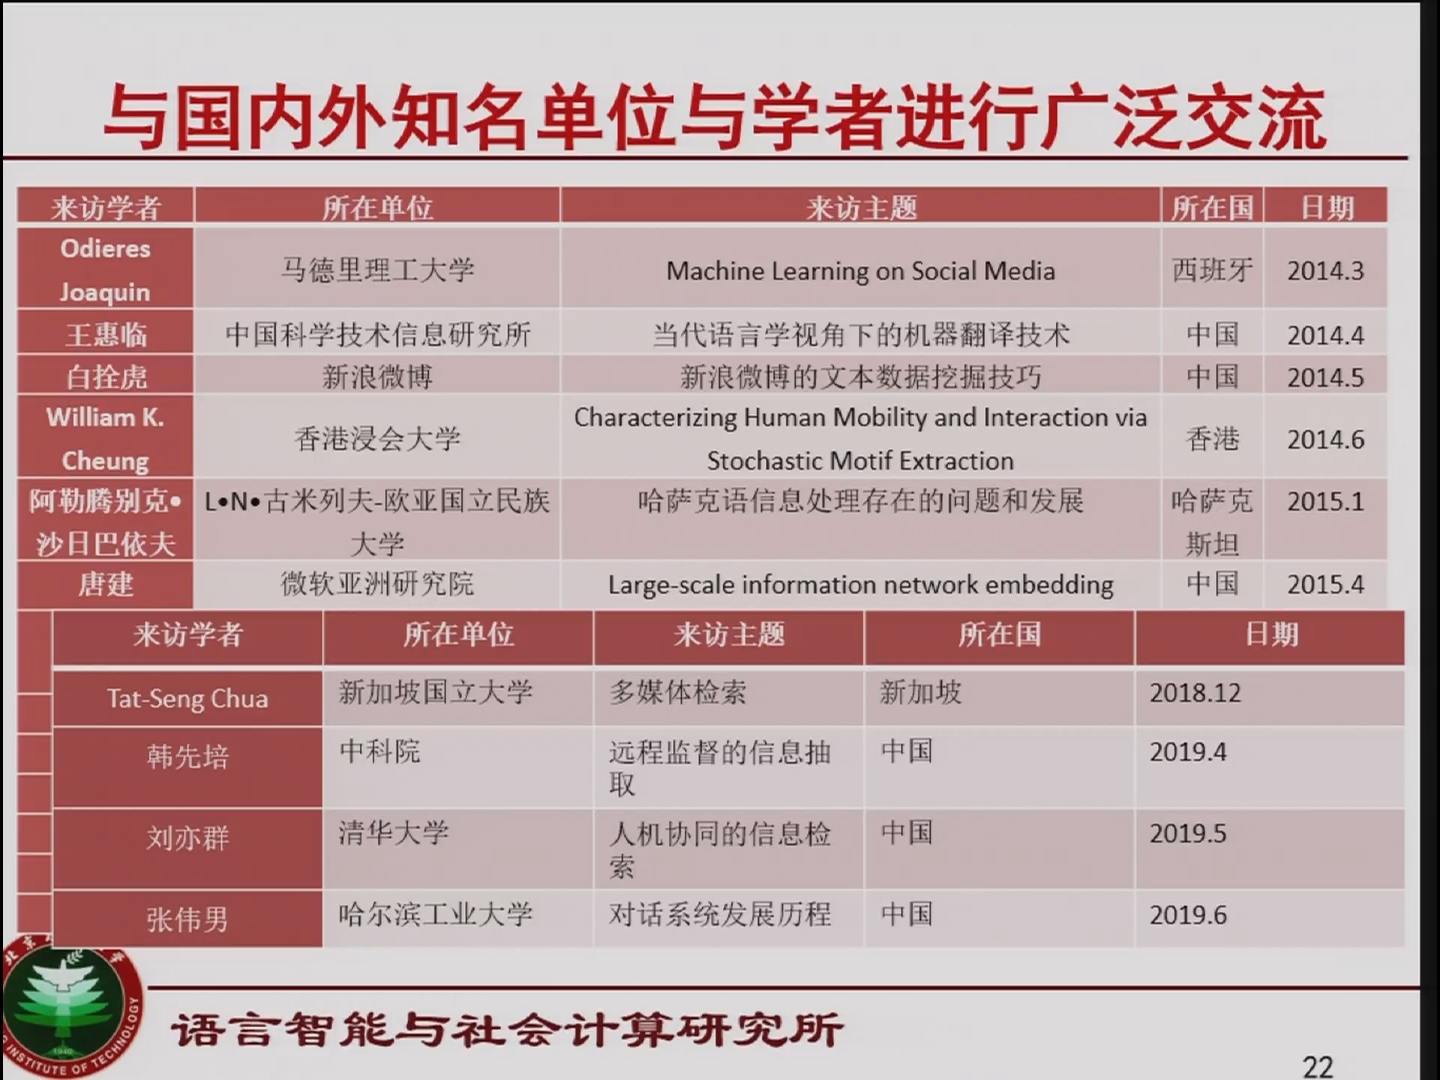 与国内外知名单位与学者进行广泛交流
来访学者 所在单位 来访主题 所在国 日期
Odieres
Joaquin
马德里理工大学 Machine Learning on Social Media 西班牙 2014.3
王惠临 中国科学技术信息研究所 当代语言学视角下的机器翻译技术 中国 2014.4
白拴虎 新浪微博 新浪微博的文本数据挖掘技巧 中国 2014.5
William K.
Cheung
香港浸会大学
Characterizing Human Mobility and Interaction via
Stochastic Motif Extraction
香港 2014.6
阿勒腾别克•
沙日巴依夫
L•N•古米列夫-欧亚国立民族
大学
哈萨克语信息处理存在的问题和发展
哈萨克
斯坦
2015.1
唐建 微软亚洲研究院 Large-scale information network embedding 中国 2015.4
来访学者 所在单位 来访主题 所在国 日期
Tat-Seng Chua 新加坡国立大学 多媒体检索 新加坡 2018.12
韩先培 中科院
远程监督的信息抽
取
中国 2019.4
刘亦群 清华大学
人机协同的信息检
索
中国 2019.5
张伟男 哈尔滨工业大学 对话系统发展历程 中国 2019.6
INSTITUTE OF TECHNOLOGY
1940
语言智能与社会计算研究所
22